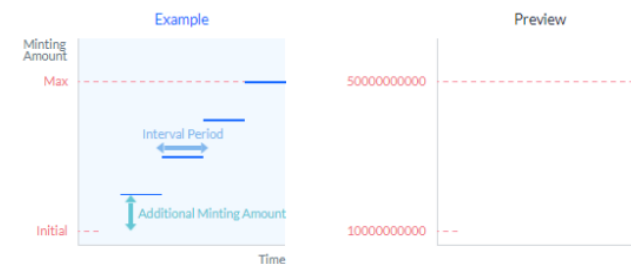 Example
Preview
Minting
Amount
Max
50000000000
Interval Period
Additional Minting Amount
Initial
10000000000
Time